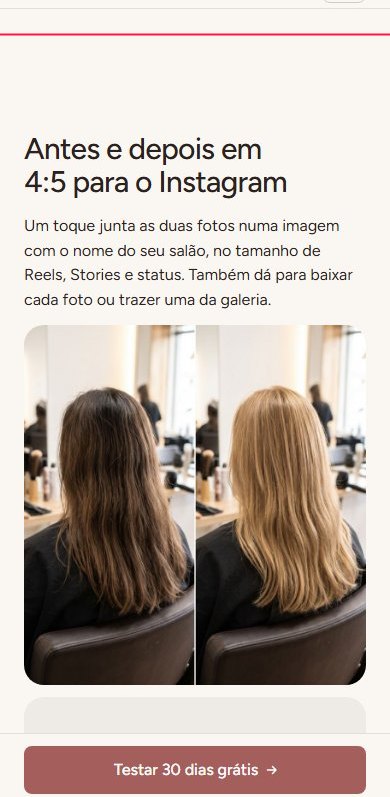 Antes e depois em
4:5 para o Instagram
Um toque junta as duas fotos numa imagem
com o nome do seu salão, no tamanho de
Reels, Stories e status. Também dá para baixar
cada foto ou trazer uma da galeria.
Testar 30 dias grátis →